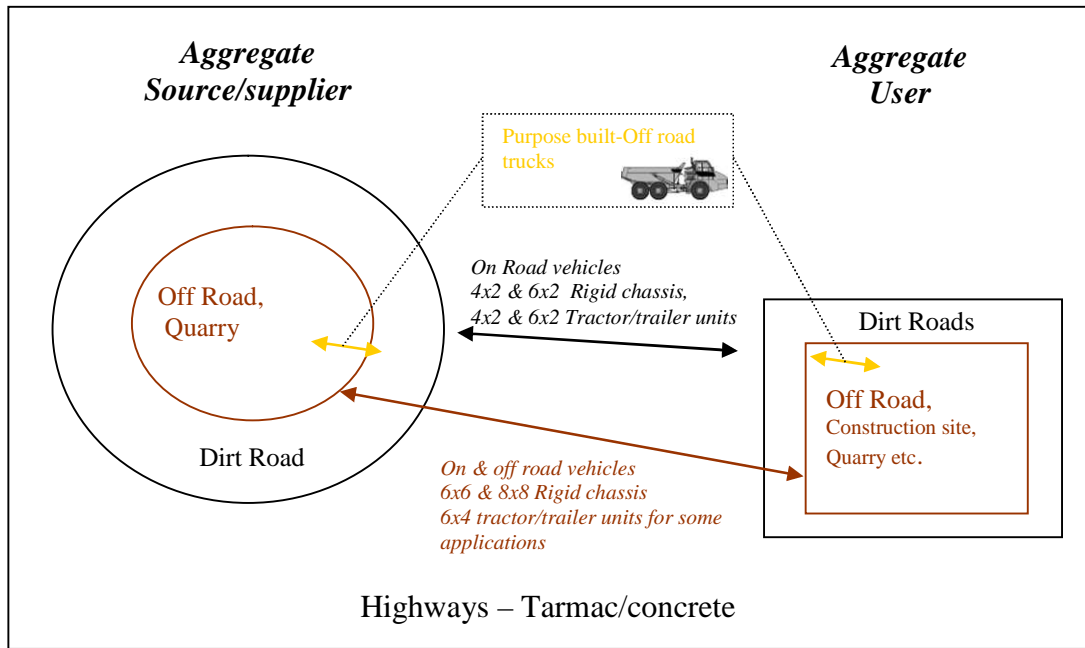 Aggregate
Source/supplier
Aggregate
User
Purpose built-Off road
trucks
On Road vehicles
4x2 & 6x2 Rigid chassis,
4x2 & 6x2 Tractor/trailer units
Off Road,
Quarry
Dirt Road
Dirt Roads
Off Road,
Construction site,
Quarry etc.
On & off road vehicles
6x6 & 8x8 Rigid chassis
6x4 tractor/trailer units for some
applications
Highways – Tarmac/concrete